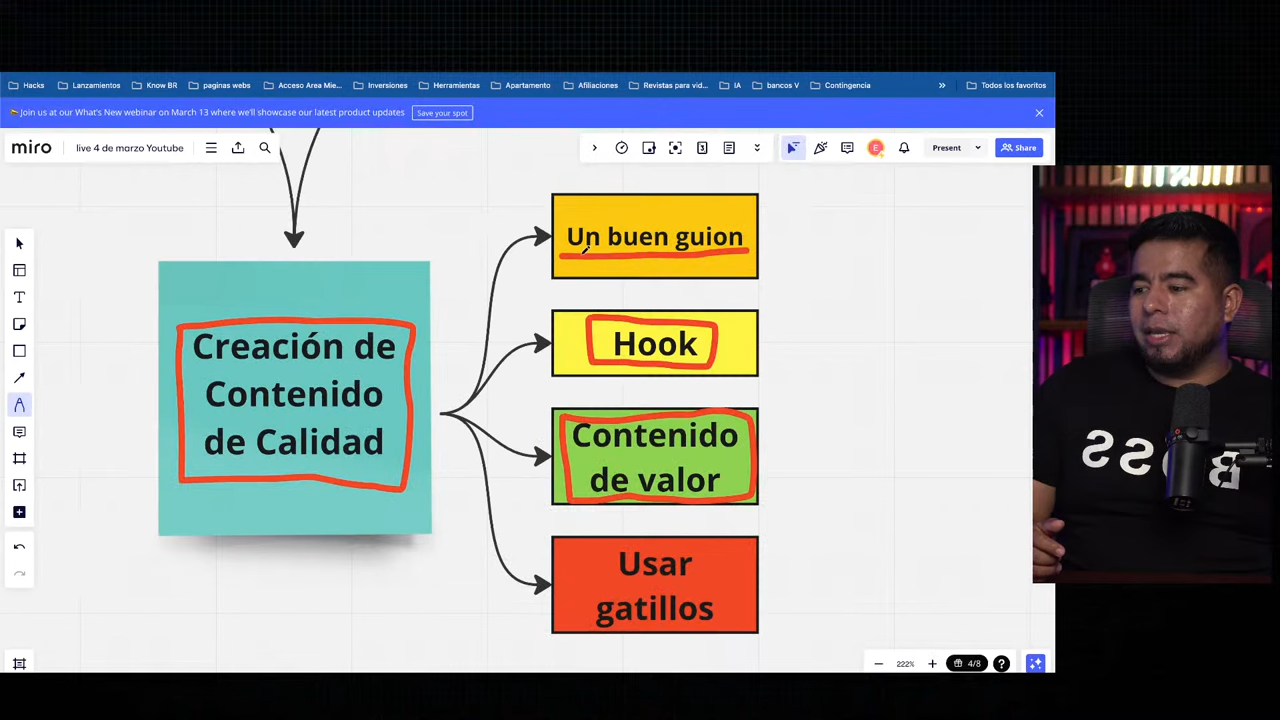 Hacks Lanzamientos Know BR paginas webs Acceso Area Mie... Inversiones Herramientas Apartamento Afiliaciones Revistas para vid... IA bancos V Contingencia » Todos los favoritos
Join us at our What's New webinar on March 13 where we'll showcase our latest product updates Save your spot
miro live 4 de marzo Youtube E Present Share
Un buen guion
Hook
Creación de
Contenido
de Calidad
Contenido
de valor
Usar
gatillos
BOSS
222% 4/8